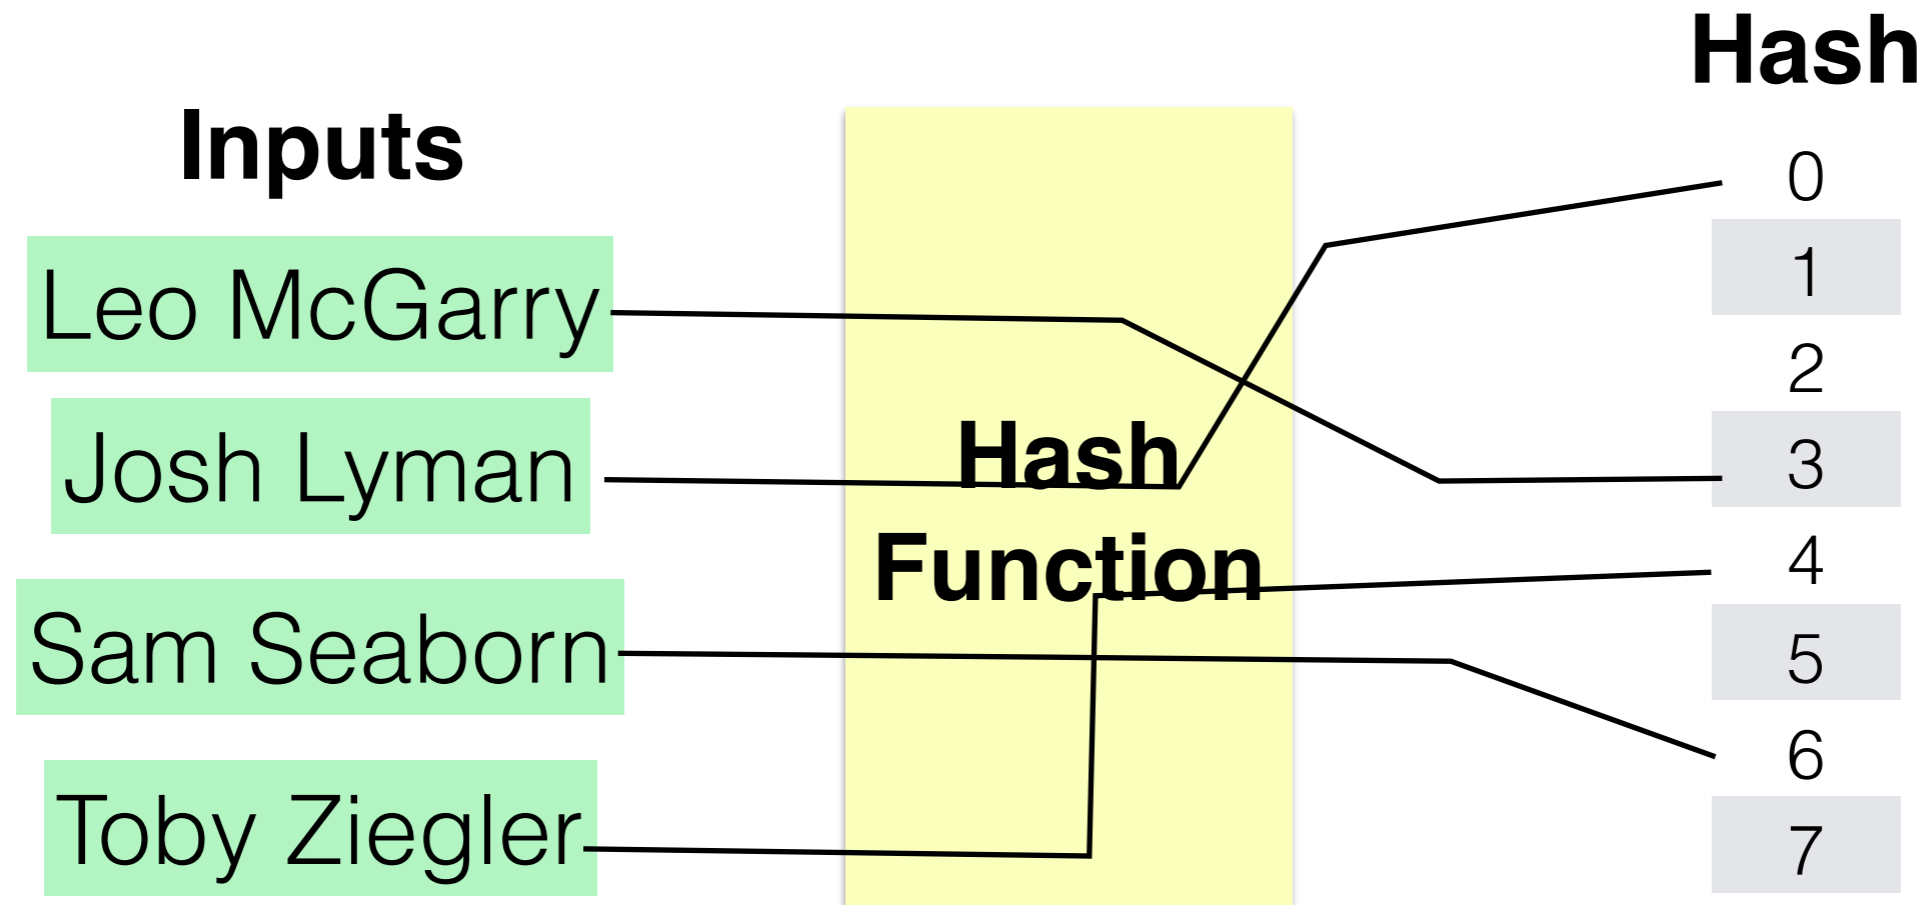 Inputs
Leo McGarry
Josh Lyman
Sam Seaborn
Toby Ziegler
Hash
Function
Hash
0
1
2
3
4
5
6
7